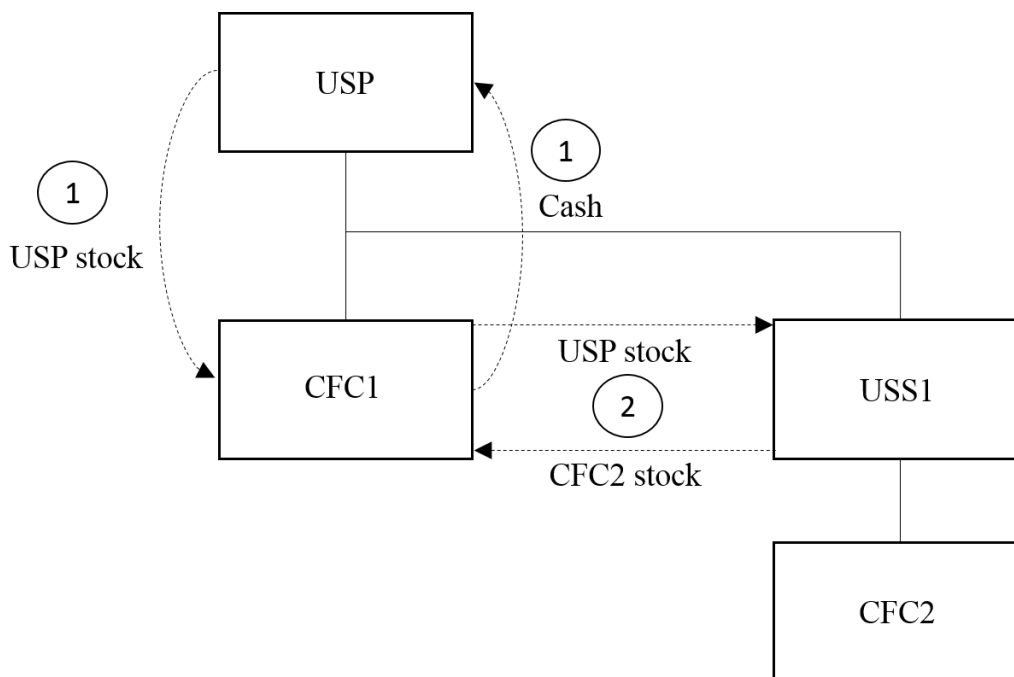 USP
1
1
Cash
USP stock
CFC1
USP stock
USS1
2
CFC2 stock
CFC2